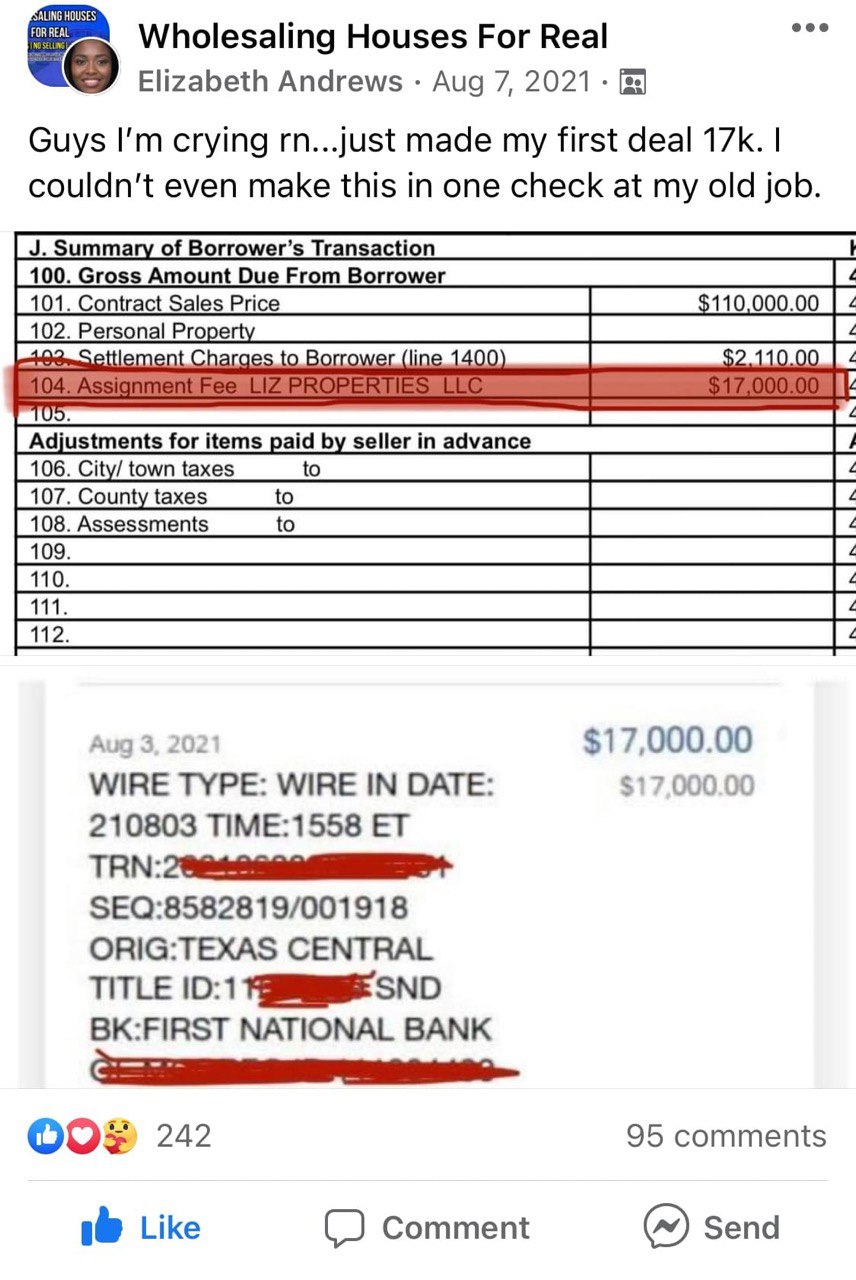 SALING HOUSES
FOR REAL
NO SELLING
Wholesaling Houses For Real
Elizabeth Andrews · Aug 7, 2021 ·
Guys I’m crying rn...just made my first deal 17k. I
couldn’t even make this in one check at my old job.
J. Summary of Borrower’s Transaction
100. Gross Amount Due From Borrower
101. Contract Sales Price $110,000.00
102. Personal Property
103. Settlement Charges to Borrower (line 1400) $2,110.00
104. Assignment Fee LIZ PROPERTIES LLC $17,000.00
105.
Adjustments for items paid by seller in advance
106. City/ town taxes to
107. County taxes to
108. Assessments to
109.
110.
111.
112.
Aug 3, 2021 $17,000.00
WIRE TYPE: WIRE IN DATE: $17,000.00
210803 TIME:1558 ET
TRN:2
SEQ:8582819/001918
ORIG:TEXAS CENTRAL
TITLE ID:11 SND
BK:FIRST NATIONAL BANK
242 95 comments
Like Comment Send